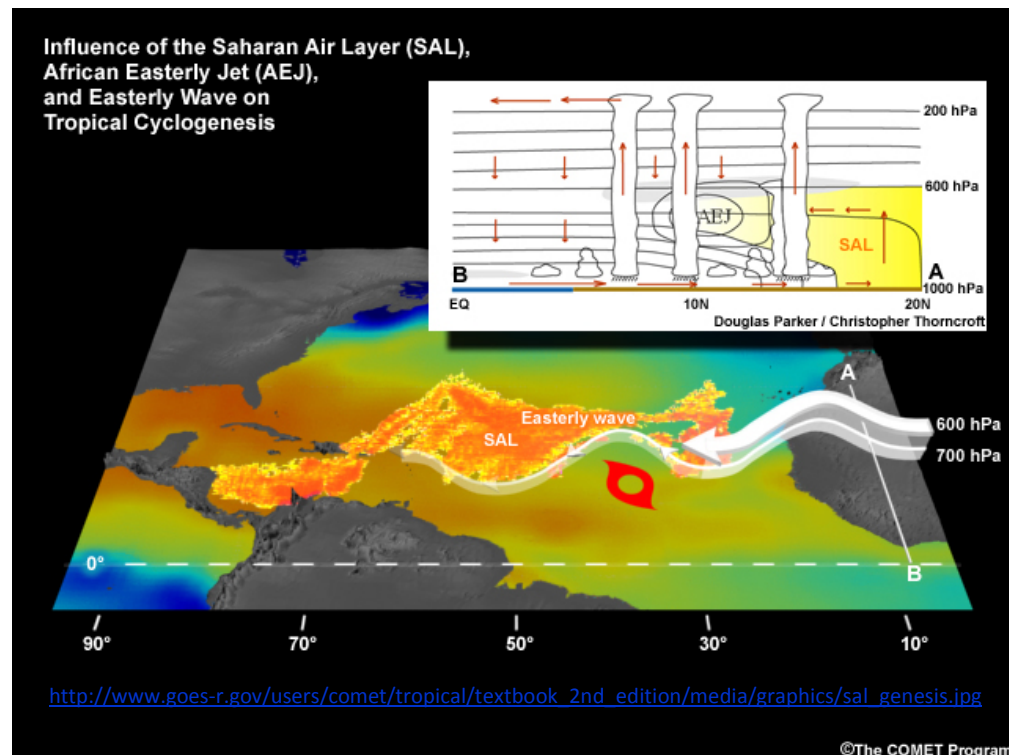 Influence of the Saharan Air Layer (SAL),
African Easterly Jet (AEJ),
and Easterly Wave on
Tropical Cyclogenesis
200 hPa
600 hPa
AEJ
SAL
B
A
1000 hPa
EQ
10N
20N
Douglas Parker / Christopher Thorncroft
A
Easterly wave
SAL
600 hPa
700 hPa
0°
B
90°
70°
50°
30°
10°
http://www.goes-r.gov/users/comet/tropical/textbook_2nd_edition/media/graphics/sal_genesis.jpg
©The COMET Program